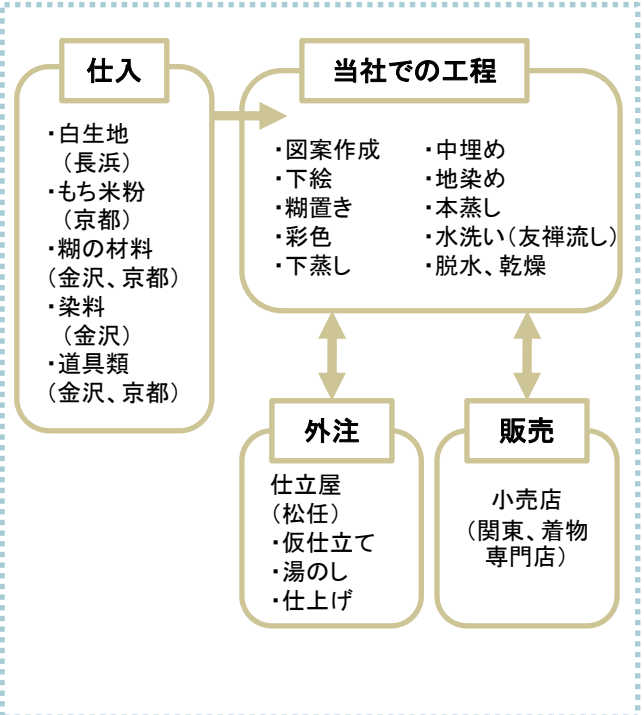 仕入
・白生地
(長浜)
・もち米粉
(京都)
・糊の材料
(金沢、京都)
・染料
(金沢)
・道具類
(金沢、京都)
当社での工程
・図案作成
・下絵
・糊置き
・彩色
・下蒸し
・中埋め
・地染め
・本蒸し
・水洗い(友禅流し)
・脱水、乾燥
外注
仕立屋
(松任)
・仮仕立て
・湯のし
・仕上げ
販売
小売店
(関東、着物
専門店)